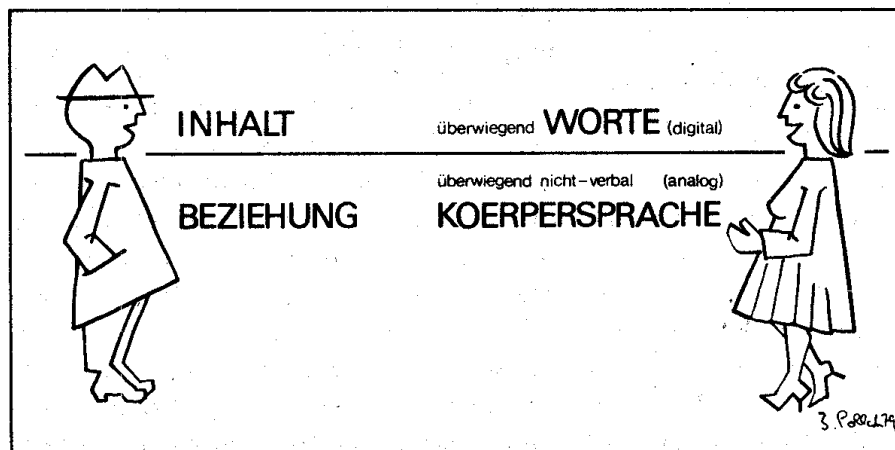 INHALT
überwiegend WORTE (digital)
überwiegend nicht-verbal (analog)
BEZIEHUNG
KOERPERSPRACHE